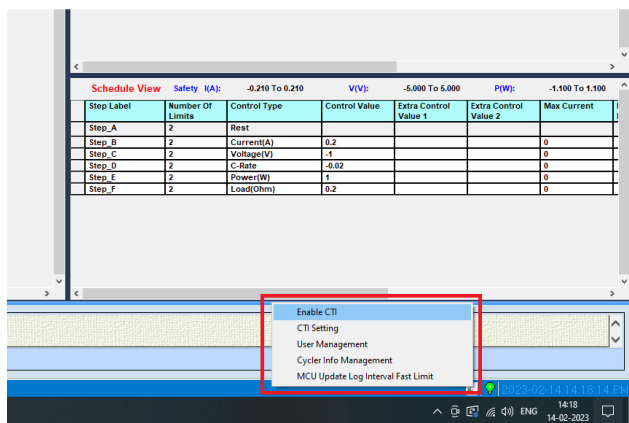 Schedule View Safety I(A): -0.210 To 0.210 V(V): -5.000 To 5.000 P(W): -1.100 To 1.100
Step Label Number Of Limits Control Type Control Value Extra Control Value 1 Extra Control Value 2 Max Current
Step_A 2 Rest
Step_B 2 Current(A) 0.2 0
Step_C 2 Voltage(V) -1 0
Step_D 2 C-Rate -0.02 0
Step_E 2 Power(W) 1 0
Step_F 2 Load(Ohm) 0.2 0
Enable CTI
CTI Setting
User Management
Cycler Info Management
MCU Update Log Interval Fast Limit
2023-02-14 14:18:14 PM
ENG 14:18
14-02-2023